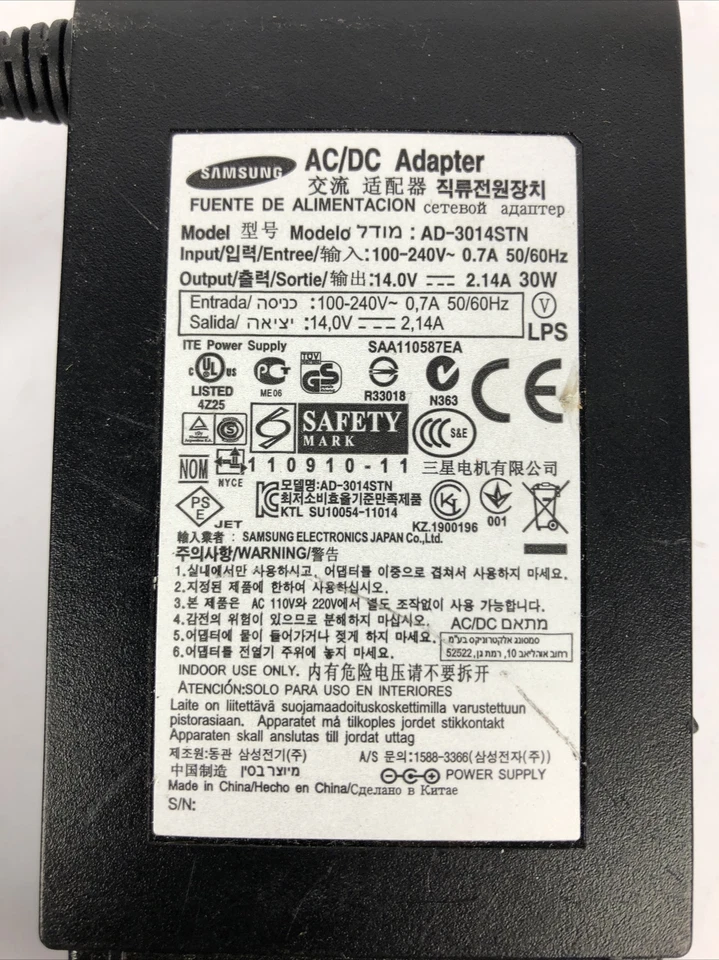 SAMSUNG AC/DC Adapter
交流 适配器 직류전원장치
FUENTE DE ALIMENTACION сетевой адаптер
Model 型号 Modelo מודל : AD-3014STN
Input/입력/Entree/输入:100-240V~ 0.7A 50/60Hz
Output/출력/Sortie/输出:14.0V 2.14A 30W
Entrada/ כניסה :100-240V~ 0,7A 50/60Hz
Salida/ יציאה :14,0V 2,14A
V
LPS
ITE Power Supply SAA110587EA
c UL us PCT TÜV GS CE
LISTED ME06 R33018 N363
4Z25
S SAFETY
MARK
CCC S&E
NOM NYCE 110910-11 三星电机有限公司
모델명:AD-3014STN
최저소비효율기준만족제품
KTL SU10054-11014
PSE JET
KZ.1900196 001
輸入業者 : SAMSUNG ELECTRONICS JAPAN Co.,Ltd.
주의사항/WARNING/警告
1.실내에서만 사용하시고, 어댑터를 이중으로 겹쳐서 사용하지 마세요.
2.지정된 제품에 한하여 사용하십시오.
3.본 제품은 AC 110V와 220V에서 별도 조작없이 사용 가능합니다.
4.감전의 위험이 있으므로 분해하지 마십시오. AC/DC מתאם
5.어댑터에 물이 들어가거나 젖게 하지 마세요. סמסונג אלקטרוניקס בע"מ
6.어댑터를 전열기 주위에 놓지 마세요. רחוב אוהליאב 10, רמת גן, 52522
INDOOR USE ONLY. 内有危险电压请不要拆开
ATENCIÓN:SOLO PARA USO EN INTERIORES
Laite on liitettävä suojamaadoituskoskettimilla varustettuun
pistorasiaan. Apparatet må tilkoples jordet stikkontakt
Apparaten skall anslutas till jordat uttag
제조원:동관 삼성전기(주) A/S 문의:1588-3366(삼성전자(주))
中国制造 מיוצר בסין POWER SUPPLY
Made in China/Hecho en China/Сделано в Китае
S/N: